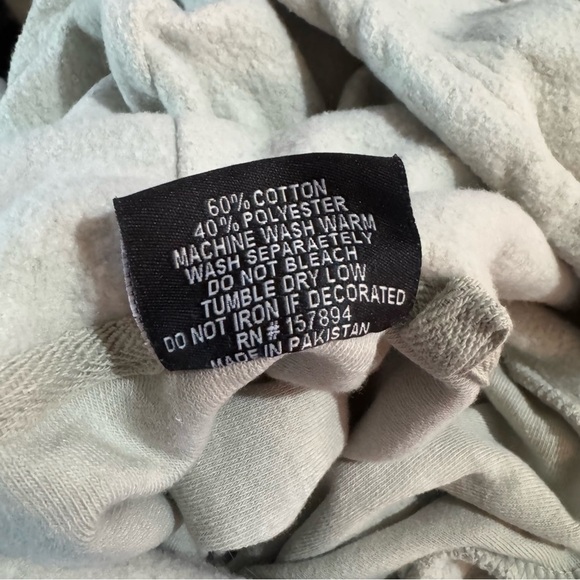 60% COTTON
40% POLYESTER
MACHINE WASH WARM
WASH SEPARAETELY
DO NOT BLEACH
TUMBLE DRY LOW
DO NOT IRON IF DECORATED
RN# 157894
MADE IN PAKISTAN